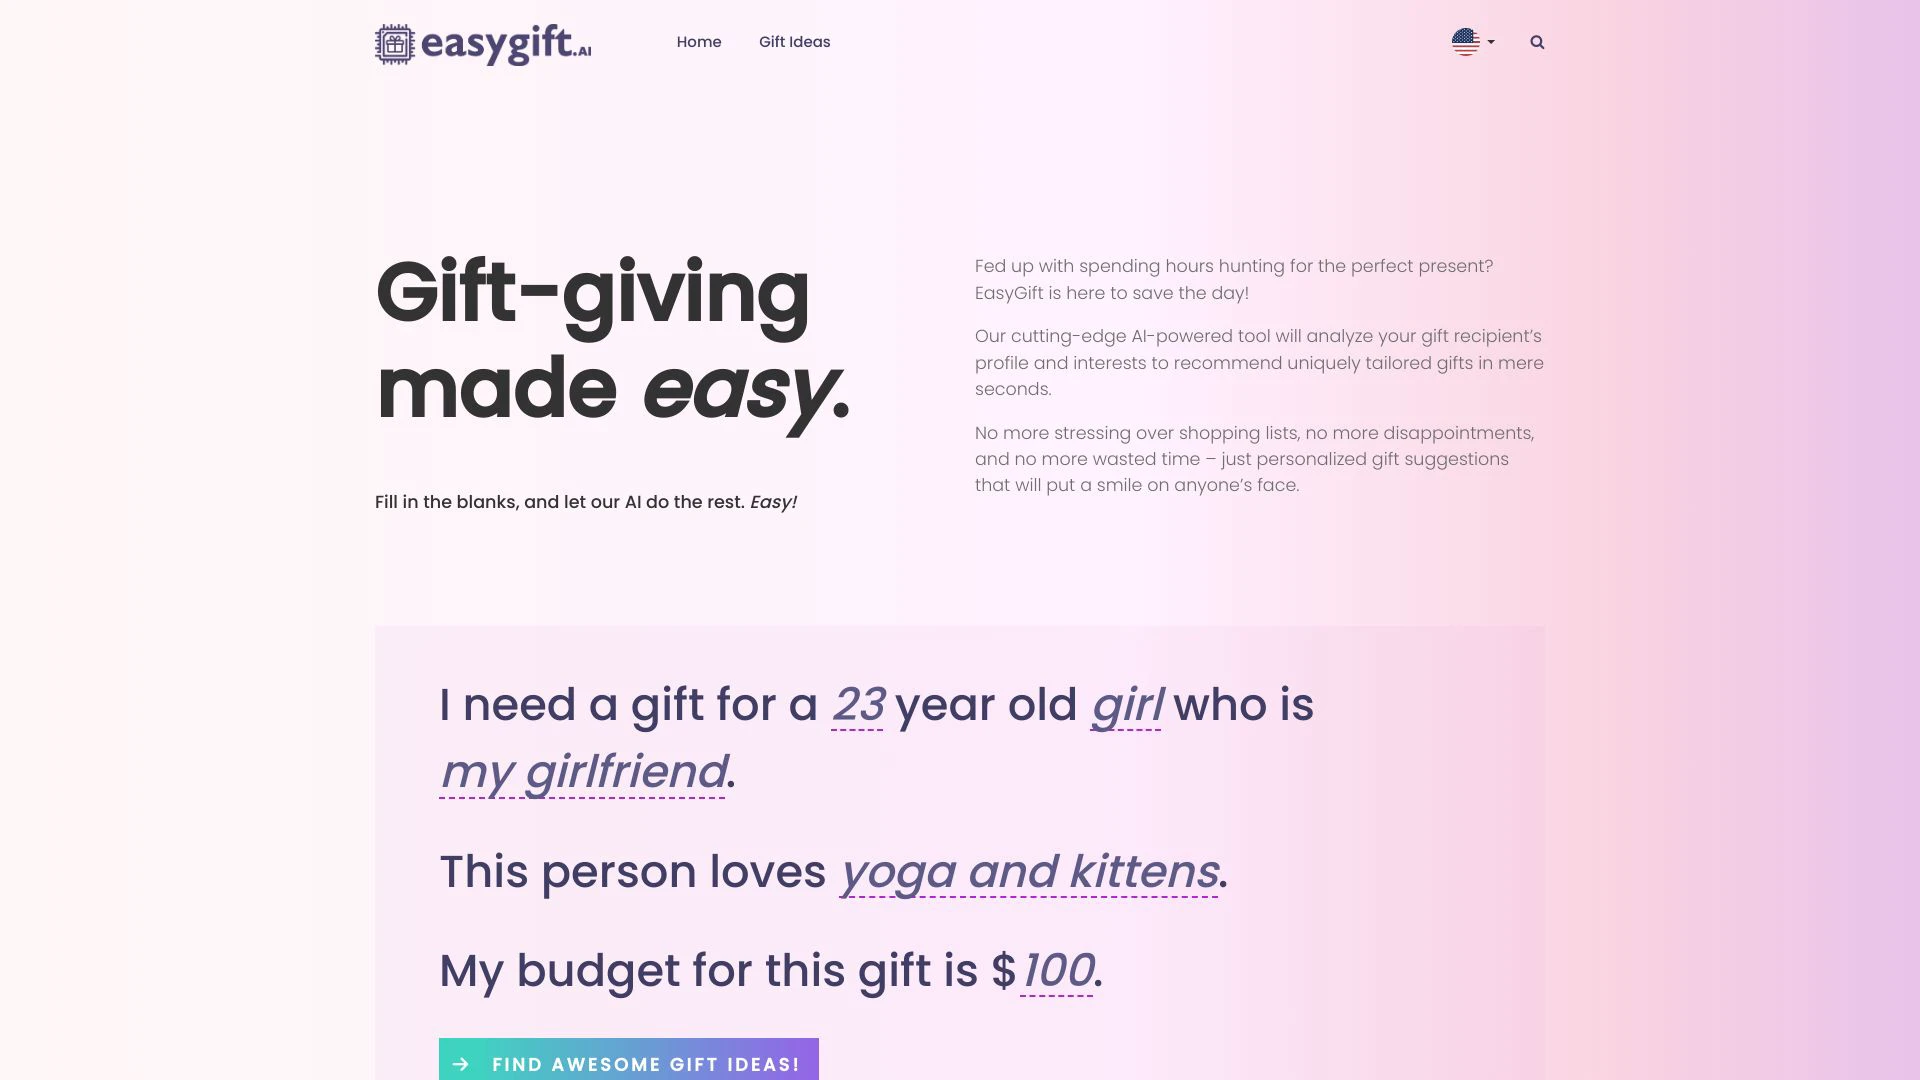 easygift.AI
Home
Gift Ideas
Gift-giving
made easy.
Fill in the blanks, and let our AI do the rest. Easy!
Fed up with spending hours hunting for the perfect present?
EasyGift is here to save the day!
Our cutting-edge AI-powered tool will analyze your gift recipient’s
profile and interests to recommend uniquely tailored gifts in mere
seconds.
No more stressing over shopping lists, no more disappointments,
and no more wasted time – just personalized gift suggestions
that will put a smile on anyone’s face.
I need a gift for a 23 year old girl who is
my girlfriend.
This person loves yoga and kittens.
My budget for this gift is $100.
FIND AWESOME GIFT IDEAS!